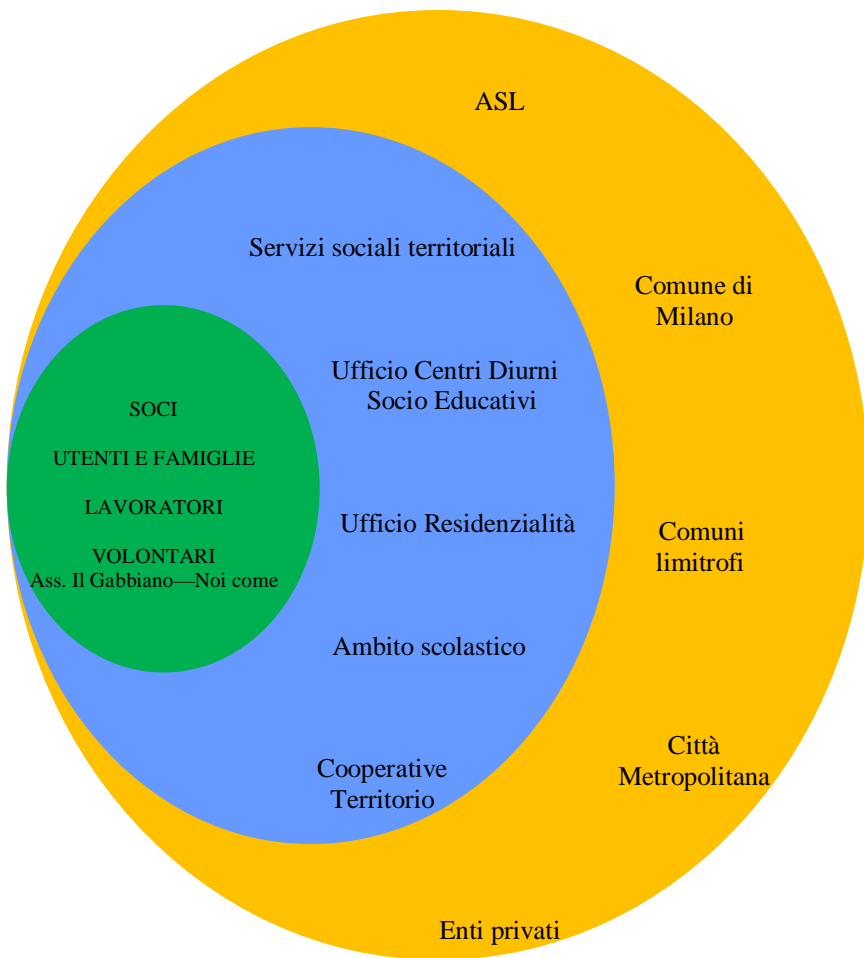 ASL
Servizi sociali territoriali
Comune di
Milano
Ufficio Centri Diurni
Socio Educativi
SOCI
UTENTI E FAMIGLIE
LAVORATORI
VOLONTARI
Ass. Il Gabbiano—Noi come
Ufficio Residenzialità
Comuni
limitrofi
Ambito scolastico
Città
Metropolitana
Cooperative
Territorio
Enti privati